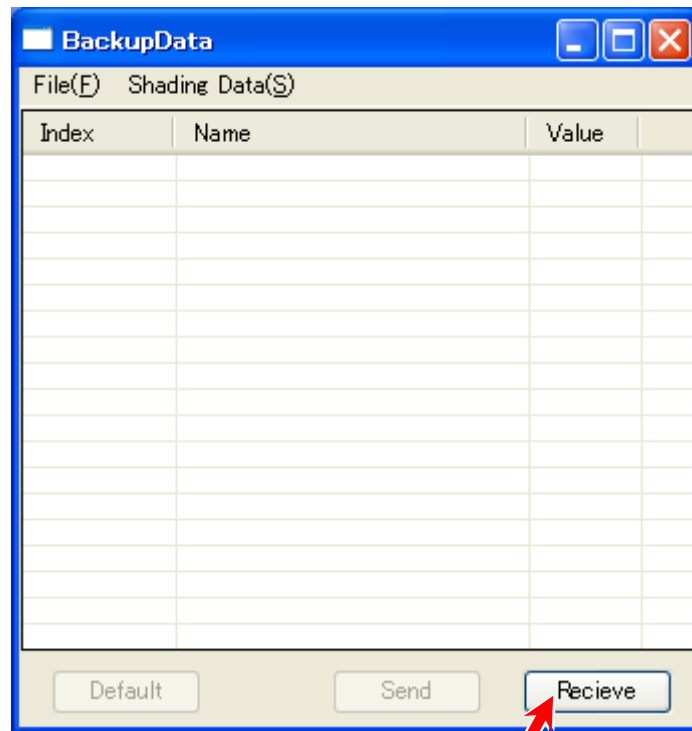 BackupData
File(F) Shading Data(S)
Index Name Value
Default Send Recieve